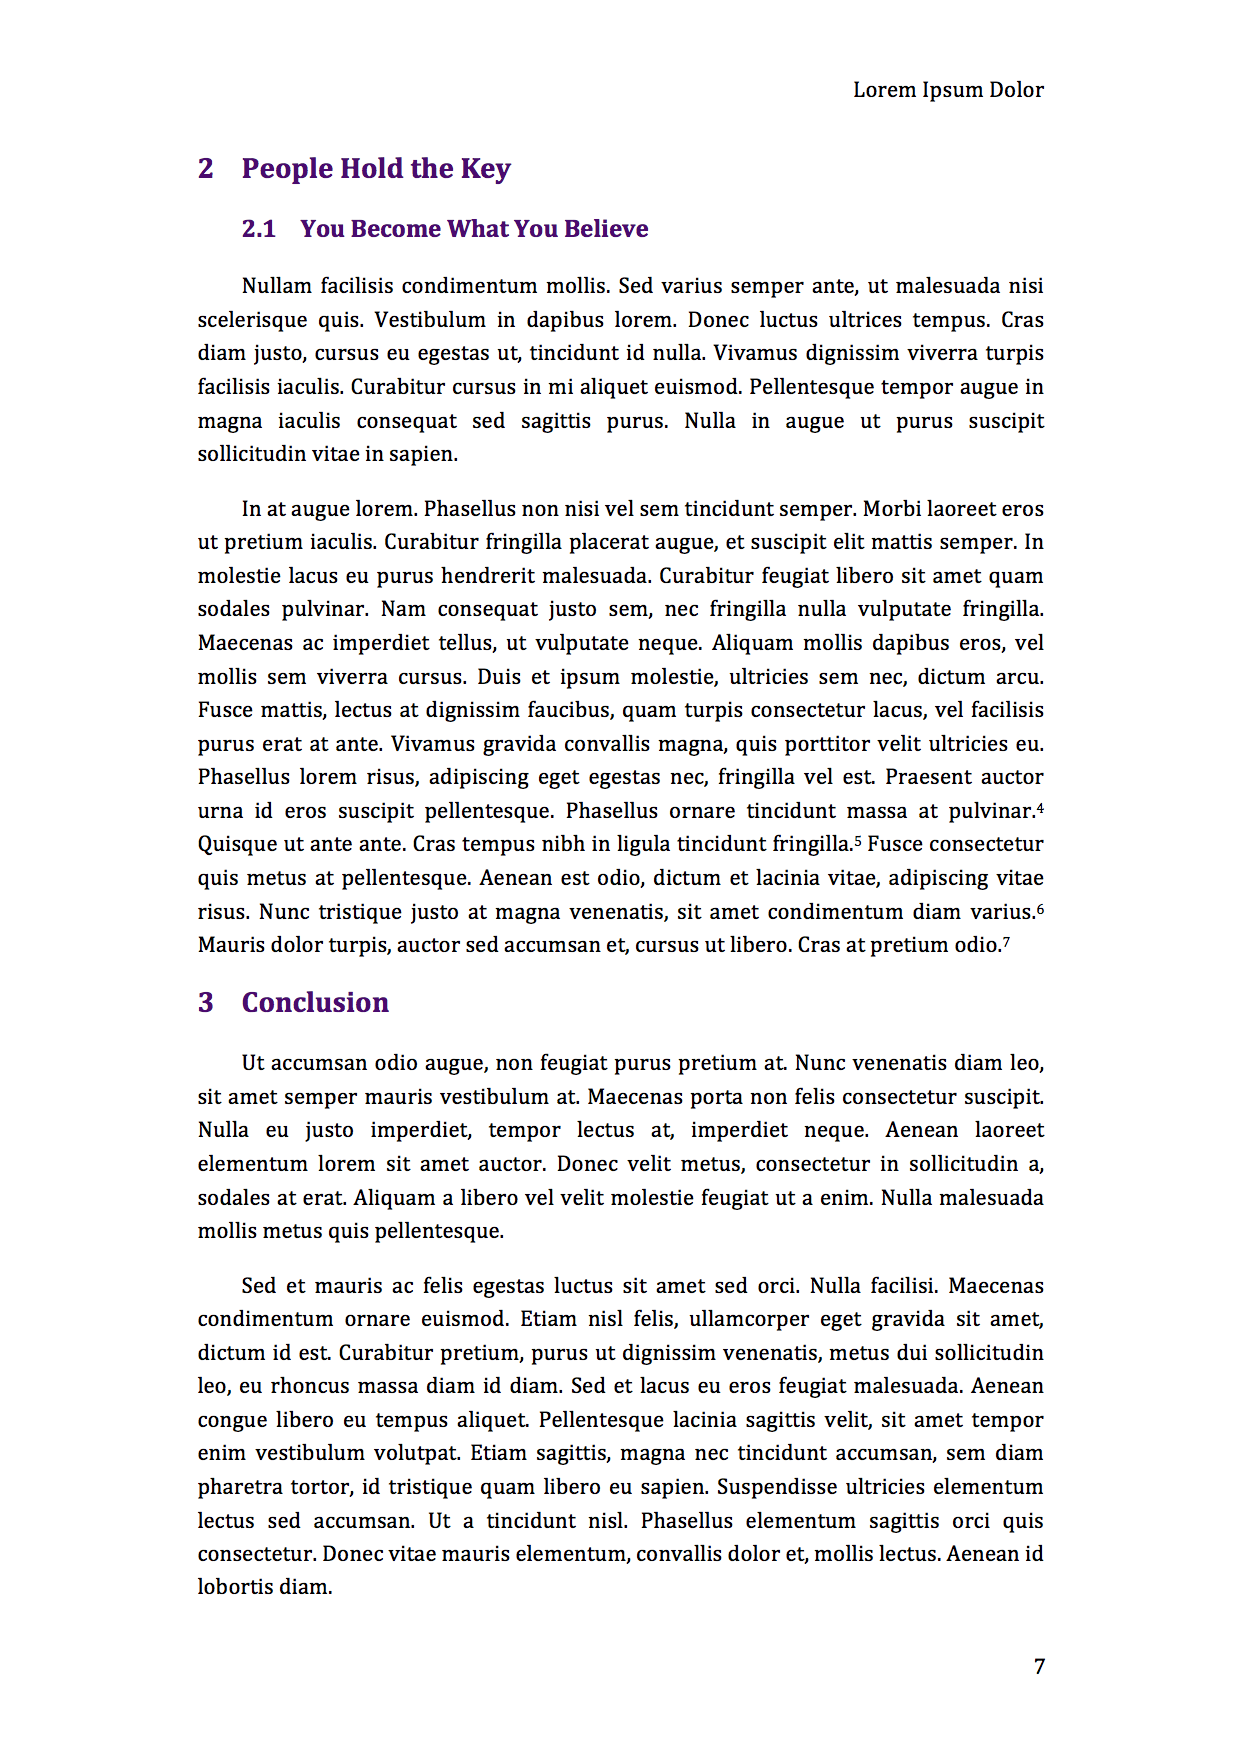 Lorem Ipsum Dolor
2 People Hold the Key
2.1 You Become What You Believe
Nullam facilisis condimentum mollis. Sed varius semper ante, ut malesuada nisi
scelerisque quis. Vestibulum in dapibus lorem. Donec luctus ultrices tempus. Cras
diam justo, cursus eu egestas ut, tincidunt id nulla. Vivamus dignissim viverra turpis
facilisis iaculis. Curabitur cursus in mi aliquet euismod. Pellentesque tempor augue in
magna iaculis consequat sed sagittis purus. Nulla in augue ut purus suscipit
sollicitudin vitae in sapien.
In at augue lorem. Phasellus non nisi vel sem tincidunt semper. Morbi laoreet eros
ut pretium iaculis. Curabitur fringilla placerat augue, et suscipit elit mattis semper. In
molestie lacus eu purus hendrerit malesuada. Curabitur feugiat libero sit amet quam
sodales pulvinar. Nam consequat justo sem, nec fringilla nulla vulputate fringilla.
Maecenas ac imperdiet tellus, ut vulputate neque. Aliquam mollis dapibus eros, vel
mollis sem viverra cursus. Duis et ipsum molestie, ultricies sem nec, dictum arcu.
Fusce mattis, lectus at dignissim faucibus, quam turpis consectetur lacus, vel facilisis
purus erat at ante. Vivamus gravida convallis magna, quis porttitor velit ultricies eu.
Phasellus lorem risus, adipiscing eget egestas nec, fringilla vel est. Praesent auctor
urna id eros suscipit pellentesque. Phasellus ornare tincidunt massa at pulvinar.⁴
Quisque ut ante ante. Cras tempus nibh in ligula tincidunt fringilla.⁵ Fusce consectetur
quis metus at pellentesque. Aenean est odio, dictum et lacinia vitae, adipiscing vitae
risus. Nunc tristique justo at magna venenatis, sit amet condimentum diam varius.⁶
Mauris dolor turpis, auctor sed accumsan et, cursus ut libero. Cras at pretium odio.⁷
3 Conclusion
Ut accumsan odio augue, non feugiat purus pretium at. Nunc venenatis diam leo,
sit amet semper mauris vestibulum at. Maecenas porta non felis consectetur suscipit.
Nulla eu justo imperdiet, tempor lectus at, imperdiet neque. Aenean laoreet
elementum lorem sit amet auctor. Donec velit metus, consectetur in sollicitudin a,
sodales at erat. Aliquam a libero vel velit molestie feugiat ut a enim. Nulla malesuada
mollis metus quis pellentesque.
Sed et mauris ac felis egestas luctus sit amet sed orci. Nulla facilisi. Maecenas
condimentum ornare euismod. Etiam nisl felis, ullamcorper eget gravida sit amet,
dictum id est. Curabitur pretium, purus ut dignissim venenatis, metus dui sollicitudin
leo, eu rhoncus massa diam id diam. Sed et lacus eu eros feugiat malesuada. Aenean
congue libero eu tempus aliquet. Pellentesque lacinia sagittis velit, sit amet tempor
enim vestibulum volutpat. Etiam sagittis, magna nec tincidunt accumsan, sem diam
pharetra tortor, id tristique quam libero eu sapien. Suspendisse ultricies elementum
lectus sed accumsan. Ut a tincidunt nisl. Phasellus elementum sagittis orci quis
consectetur. Donec vitae mauris elementum, convallis dolor et, mollis lectus. Aenean id
lobortis diam.
7